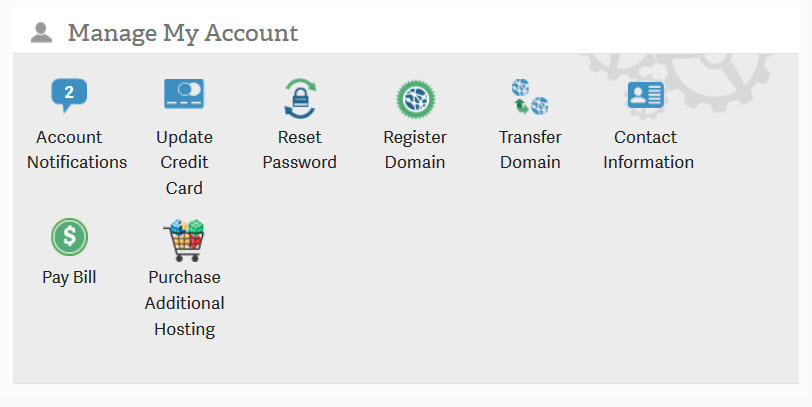 Manage My Account
2
Account
Notifications
Update
Credit
Card
Reset
Password
Register
Domain
Transfer
Domain
Contact
Information
$
Pay Bill
Purchase
Additional
Hosting